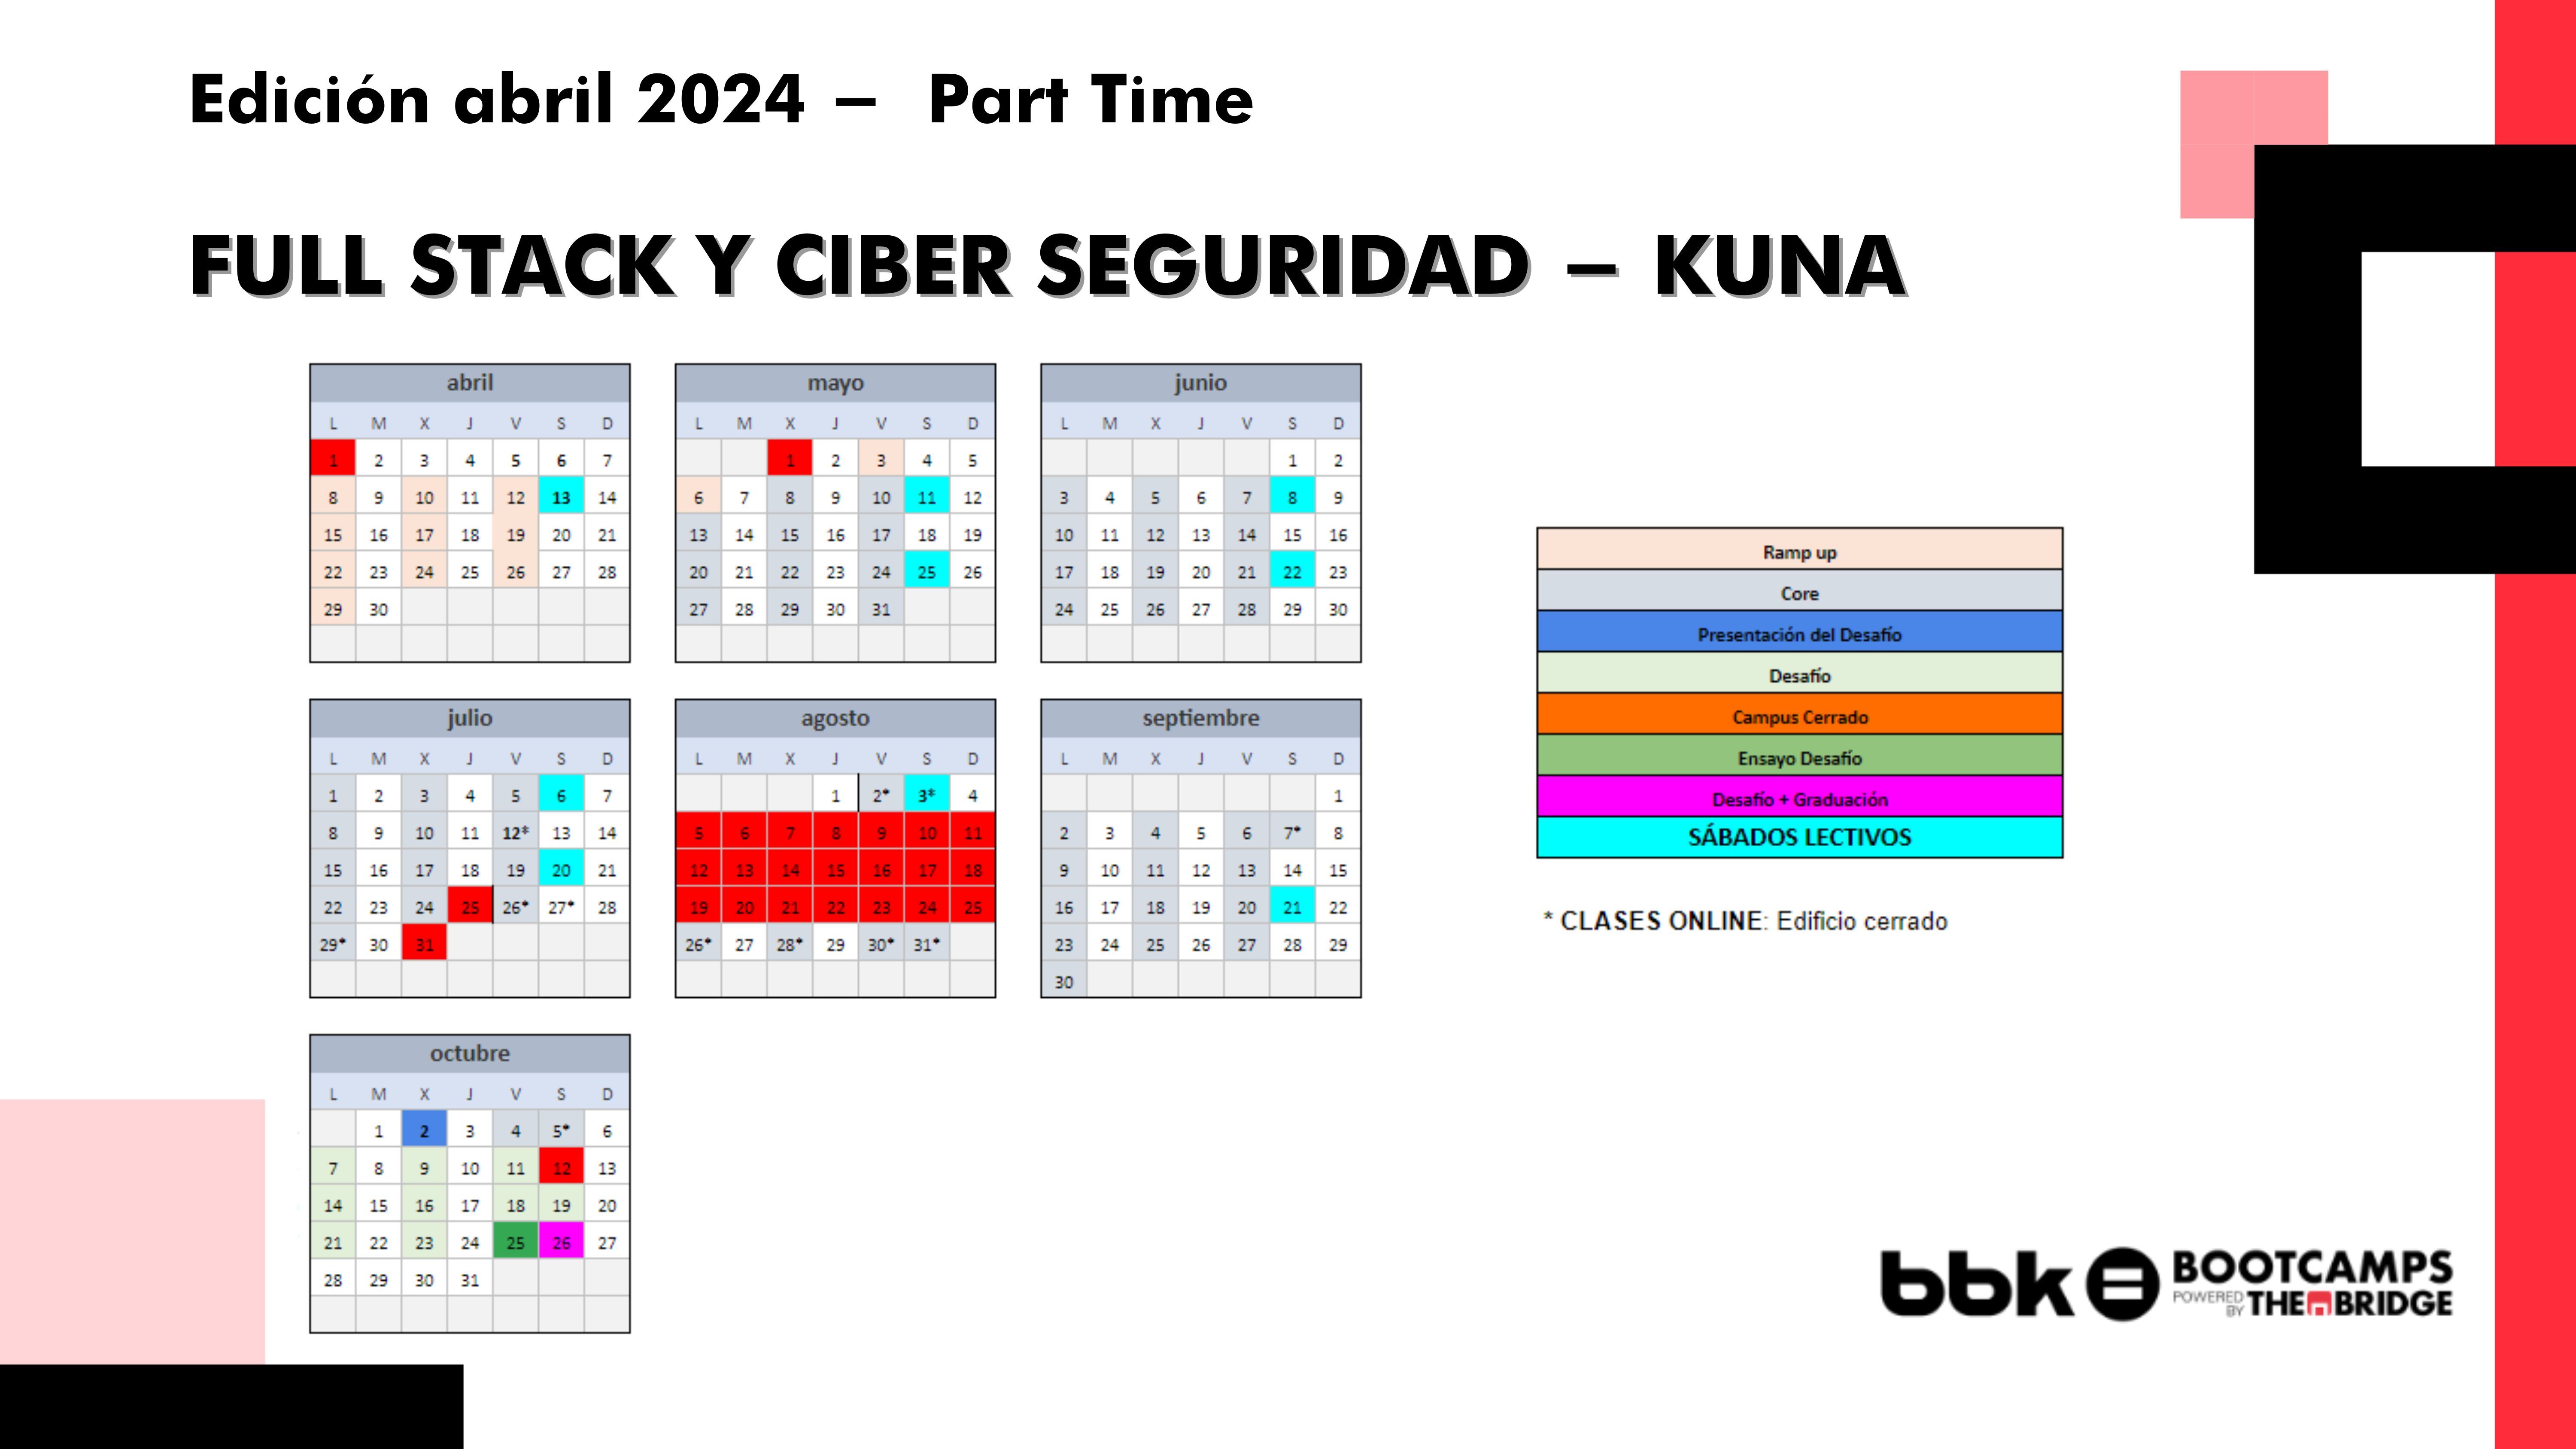 Edición abril 2024 – Part Time
FULL STACK Y CIBER SEGURIDAD – KUNA
abril
L M X J V S D
1 2 3 4 5 6 7
8 9 10 11 12 13 14
15 16 17 18 19 20 21
22 23 24 25 26 27 28
29 30
mayo
L M X J V S D
1 2 3 4 5
6 7 8 9 10 11 12
13 14 15 16 17 18 19
20 21 22 23 24 25 26
27 28 29 30 31
junio
L M X J V S D
1 2
3 4 5 6 7 8 9
10 11 12 13 14 15 16
17 18 19 20 21 22 23
24 25 26 27 28 29 30
julio
L M X J V S D
1 2 3 4 5 6 7
8 9 10 11 12* 13 14
15 16 17 18 19 20 21
22 23 24 25 26* 27* 28
29* 30 31
agosto
L M X J V S D
1 2* 3* 4
5 6 7 8 9 10 11
12 13 14 15 16 17 18
19 20 21 22 23 24 25
26* 27 28* 29 30* 31*
septiembre
L M X J V S D
1
2 3 4 5 6 7* 8
9 10 11 12 13 14 15
16 17 18 19 20 21 22
23 24 25 26 27 28 29
30
octubre
L M X J V S D
1 2 3 4 5* 6
7 8 9 10 11 12 13
14 15 16 17 18 19 20
21 22 23 24 25 26 27
28 29 30 31
Ramp up
Core
Presentación del Desafío
Desafío
Campus Cerrado
Ensayo Desafío
Desafío + Graduación
SÁBADOS LECTIVOS
* CLASES ONLINE: Edificio cerrado
bbk BOOTCAMPS
POWERED BY THE BRIDGE